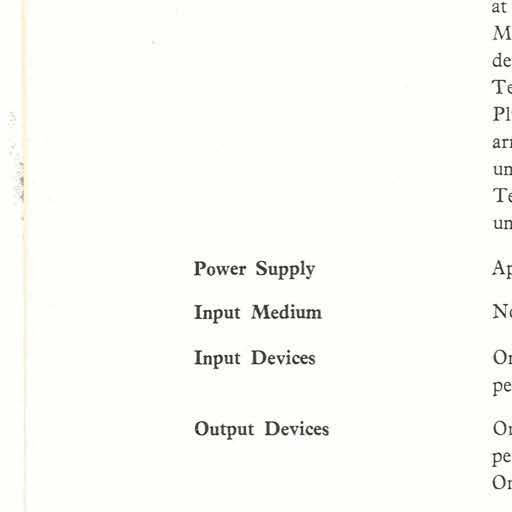 at
M
de
Te
Pl
arr
un
Te
un
Power Supply Ap
Input Medium No
Input Devices On
pe
Output Devices On
pe
On